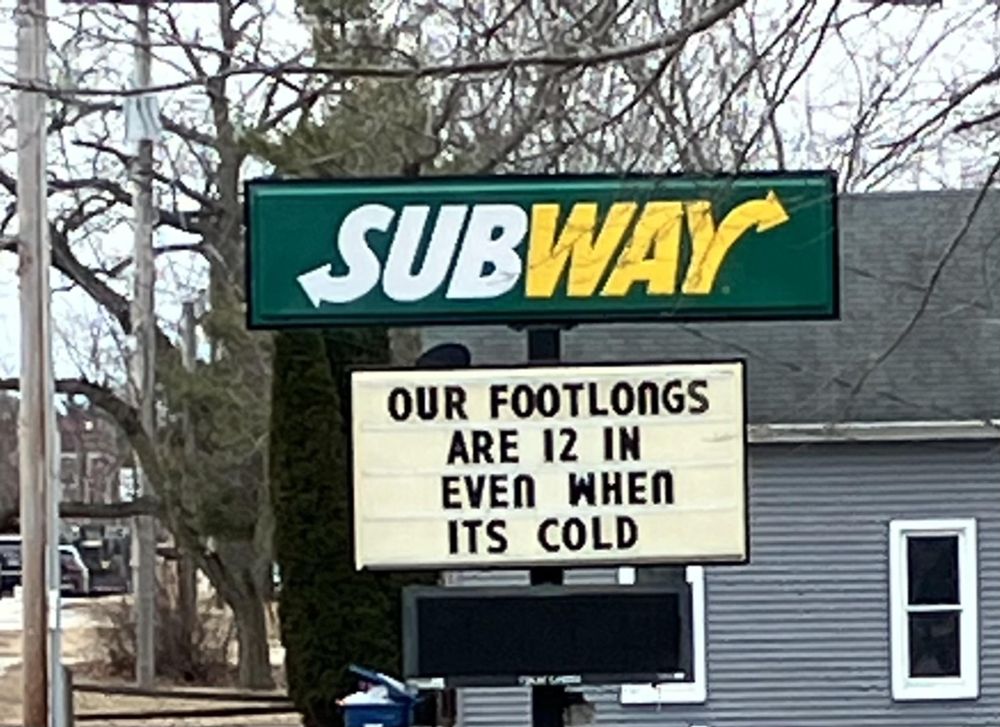 SUBWAY
OUR FOOTLONGS
ARE 12 IN
EVEN WHEN
ITS COLD